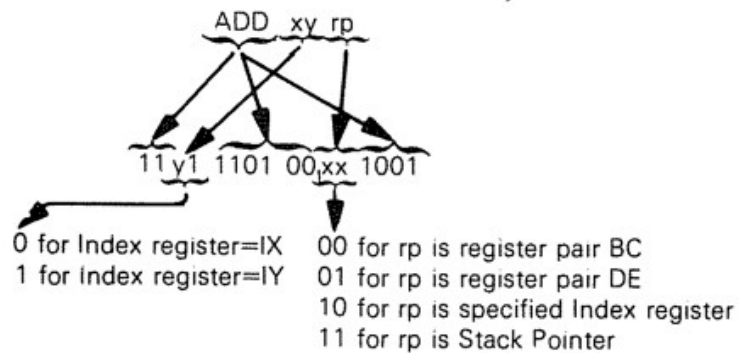 ADD xy rp
11 y1 1101 00 xx 1001
0 for Index register=IX
1 for Index register=IY
00 for rp is register pair BC
01 for rp is register pair DE
10 for rp is specified Index register
11 for rp is Stack Pointer